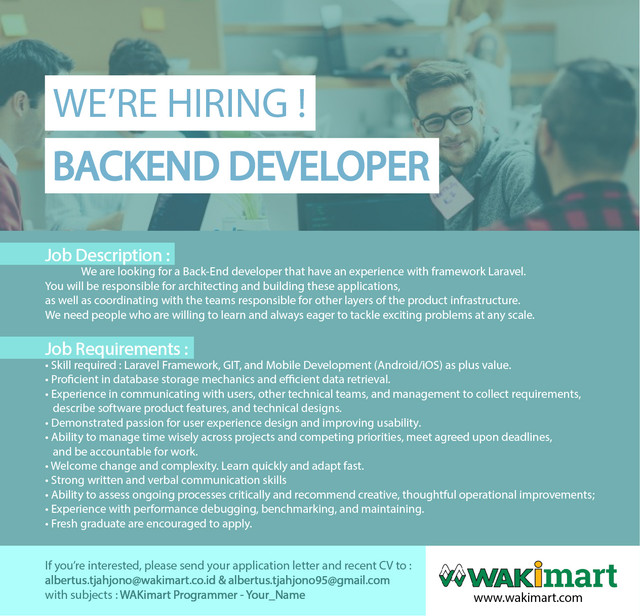 WE'RE HIRING !
BACKEND DEVELOPER
Job Description :
We are looking for a Back-End developer that have an experience with framework Laravel.
You will be responsible for architecting and building these applications,
as well as coordinating with the teams responsible for other layers of the product infrastructure.
We need people who are willing to learn and always eager to tackle exciting problems at any scale.
Job Requirements :
• Skill required : Laravel Framework, GIT, and Mobile Development (Android/iOS) as plus value.
• Proficient in database storage mechanics and efficient data retrieval.
• Experience in communicating with users, other technical teams, and management to collect requirements,
describe software product features, and technical designs.
• Demonstrated passion for user experience design and improving usability.
• Ability to manage time wisely across projects and competing priorities, meet agreed upon deadlines,
and be accountable for work.
• Welcome change and complexity. Learn quickly and adapt fast.
• Strong written and verbal communication skills
• Ability to assess ongoing processes critically and recommend creative, thoughtful operational improvements;
• Experience with performance debugging, benchmarking, and maintaining.
• Fresh graduate are encouraged to apply.
If you're interested, please send your application letter and recent CV to :
albertus.tjahjono@wakimart.co.id & albertus.tjahjono95@gmail.com
with subjects : WAKimart Programmer - Your_Name
WAKimart
www.wakimart.com